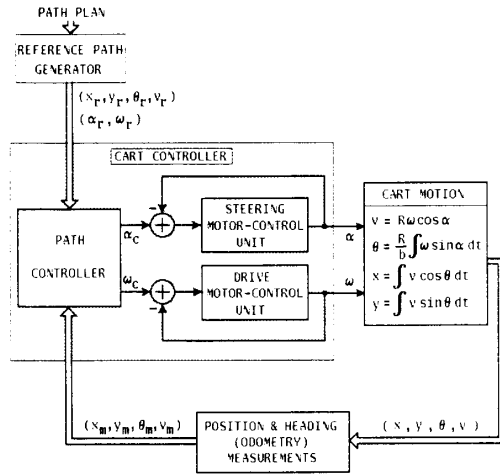 PATH PLAN
REFERENCE PATH
GENERATOR
(x_r, y_r, θ_r, v_r)
(α_r, ω_r)
CART CONTROLLER
PATH
CONTROLLER
α_c
−
+
STEERING
MOTOR-CONTROL
UNIT
α
ω_c
+
−
DRIVE
MOTOR-CONTROL
UNIT
ω
CART MOTION
v = Rω cos α
θ = R/b ∫ ω sin α dt
x = ∫ v cos θ dt
y = ∫ v sin θ dt
(x_m, y_m, θ_m, v_m)
POSITION & HEADING
(ODOMETRY)
MEASUREMENTS
(x, y, θ, v)